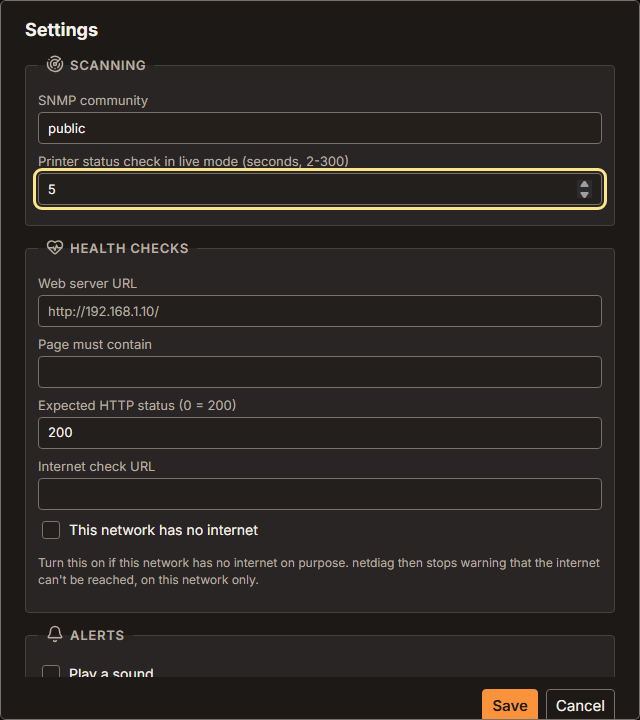 Settings
SCANNING
SNMP community
public
Printer status check in live mode (seconds, 2-300)
5
HEALTH CHECKS
Web server URL
http://192.168.1.10/
Page must contain
Expected HTTP status (0 = 200)
200
Internet check URL
This network has no internet
Turn this on if this network has no internet on purpose. netdiag then stops warning that the internet
can't be reached, on this network only.
ALERTS
Play a sound
Save
Cancel